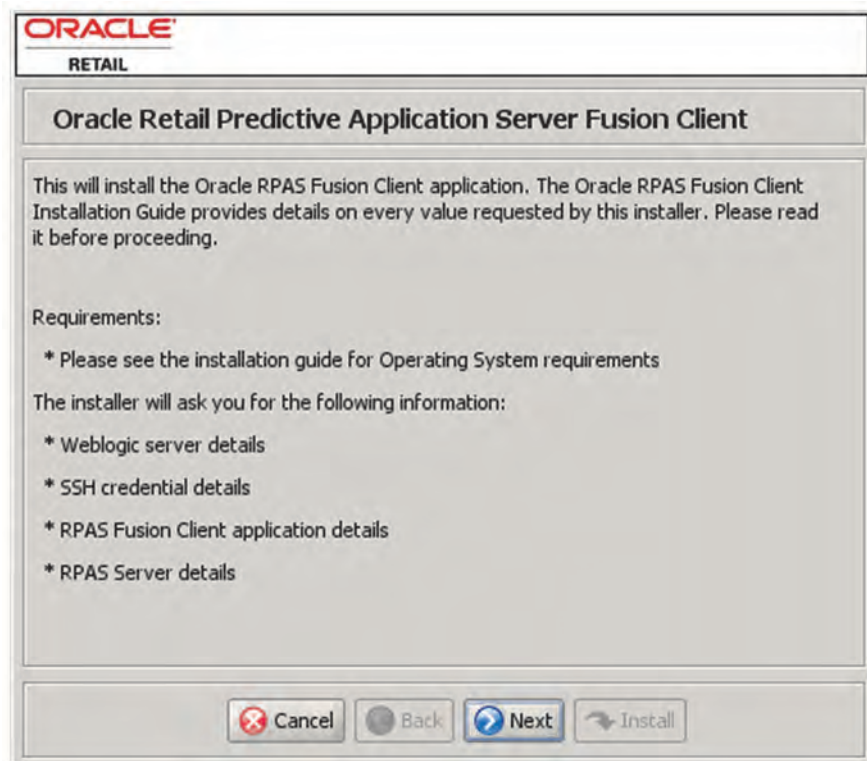 ORACLE'
RETAIL
Oracle Retail Predictive Application Server Fusion Client
This will install the Oracle RPAS Fusion Client application. The Oracle RPAS Fusion Client
Installation Guide provides details on every value requested by this installer. Please read
it before proceeding.
Requirements:
* Please see the installation guide for Operating System requirements
The installer will ask you for the following information:
* Weblogic server details
* SSH credential details
* RPAS Fusion Client application details
* RPAS Server details
Cancel Back Next Install